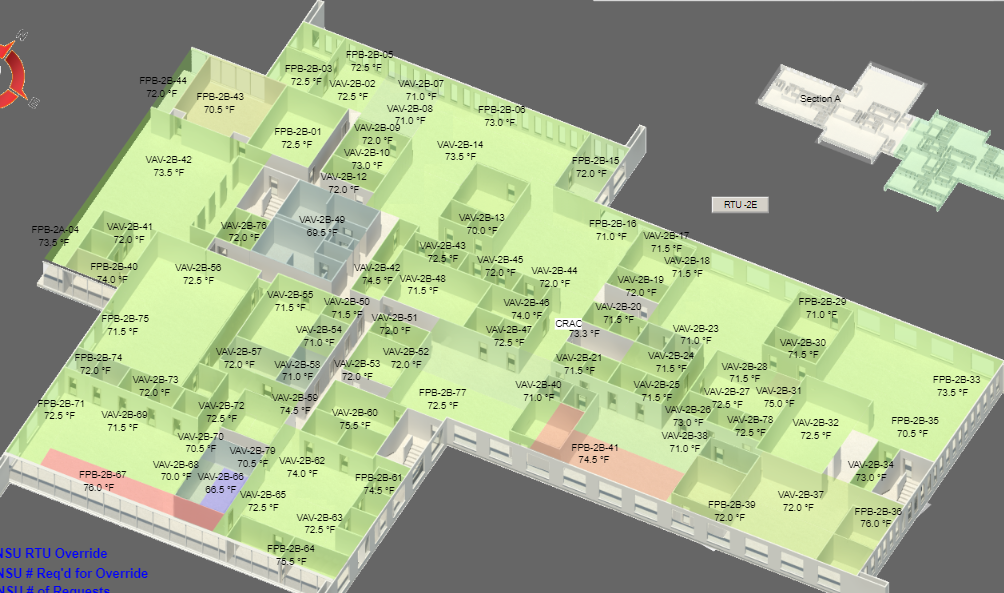 FPB-2B-05
72.5 °F
FPB-2B-03
72.5 °F
VAV-2B-02
72.5 °F
VAV-2B-07
71.0 °F
FPB-2B-44
72.0 °F
FPB-2B-43
70.5 °F
VAV-2B-08
71.0 °F
FPB-2B-06
73.0 °F
Section A
FPB-2B-01
72.5 °F
VAV-2B-09
72.0 °F
VAV-2B-10
73.0 °F
VAV-2B-14
73.5 °F
VAV-2B-42
73.5 °F
VAV-2B-12
72.0 °F
FPB-2B-15
72.0 °F
RTU -2E
FPB-2A-04
73.5 °F
VAV-2B-41
72.0 °F
VAV-2B-76
72.0 °F
VAV-2B-49
69.5 °F
VAV-2B-13
70.0 °F
FPB-2B-16
71.0 °F
VAV-2B-17
71.5 °F
VAV-2B-43
72.5 °F
VAV-2B-18
71.5 °F
FPB-2B-40
74.0 °F
VAV-2B-56
72.5 °F
VAV-2B-42
74.5 °F
VAV-2B-45
72.0 °F
VAV-2B-44
72.0 °F
VAV-2B-48
71.5 °F
VAV-2B-19
72.0 °F
VAV-2B-55
71.5 °F
VAV-2B-50
71.5 °F
VAV-2B-46
74.0 °F
VAV-2B-20
71.5 °F
FPB-2B-29
71.0 °F
FPB-2B-75
71.5 °F
VAV-2B-51
72.0 °F
CRAC
73.3 °F
VAV-2B-54
71.0 °F
VAV-2B-47
72.5 °F
VAV-2B-23
71.0 °F
VAV-2B-30
71.5 °F
FPB-2B-74
72.0 °F
VAV-2B-57
72.0 °F
VAV-2B-52
72.0 °F
VAV-2B-21
71.5 °F
VAV-2B-24
71.5 °F
VAV-2B-58
71.0 °F
VAV-2B-53
72.0 °F
VAV-2B-28
71.5 °F
VAV-2B-73
72.0 °F
VAV-2B-40
71.0 °F
VAV-2B-25
71.5 °F
FPB-2B-33
73.5 °F
FPB-2B-77
72.5 °F
VAV-2B-27
72.5 °F
VAV-2B-31
75.0 °F
FPB-2B-71
72.5 °F
VAV-2B-59
74.5 °F
VAV-2B-72
72.5 °F
VAV-2B-69
71.5 °F
VAV-2B-60
75.5 °F
VAV-2B-26
73.0 °F
VAV-2B-78
72.5 °F
VAV-2B-32
72.5 °F
FPB-2B-35
70.5 °F
VAV-2B-70
70.5 °F
VAV-2B-38
71.0 °F
VAV-2B-79
70.5 °F
FPB-2B-41
74.5 °F
VAV-2B-68
70.0 °F
VAV-2B-62
74.0 °F
VAV-2B-34
73.0 °F
FPB-2B-67
76.0 °F
VAV-2B-66
66.5 °F
FPB-2B-61
74.5 °F
VAV-2B-65
72.5 °F
VAV-2B-37
72.0 °F
FPB-2B-39
72.0 °F
FPB-2B-36
76.0 °F
VAV-2B-63
72.5 °F
FPB-2B-64
75.5 °F
NSU RTU Override
NSU # Req'd for Override
NSU # of Requests